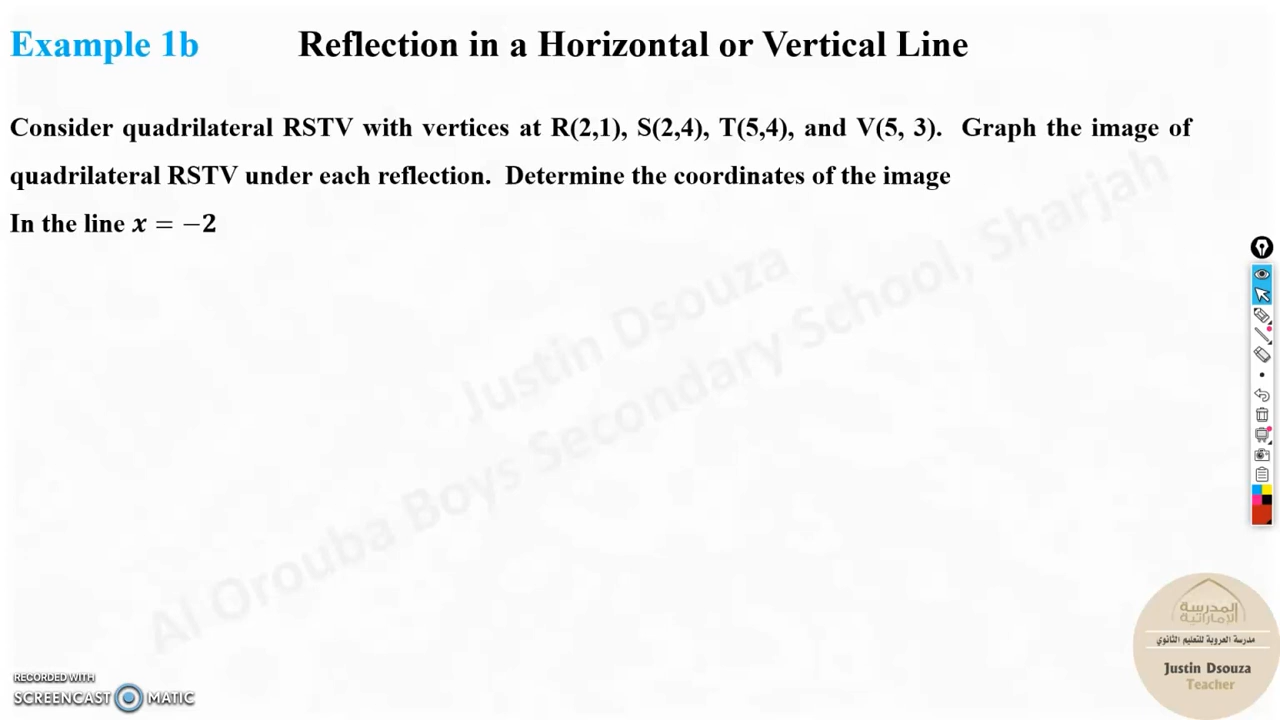 Example 1b Reflection in a Horizontal or Vertical Line
Consider quadrilateral RSTV with vertices at R(2,1), S(2,4), T(5,4), and V(5, 3). Graph the image of
quadrilateral RSTV under each reflection. Determine the coordinates of the image
In the line x = −2
Justin Dsouza
Al Orouba Boys Secondary School, Sharjah
المدرسة
الإماراتية
مدرسة العروبة للتعليم الثانوي
Justin Dsouza
Teacher
RECORDED WITH
SCREENCAST MATIC